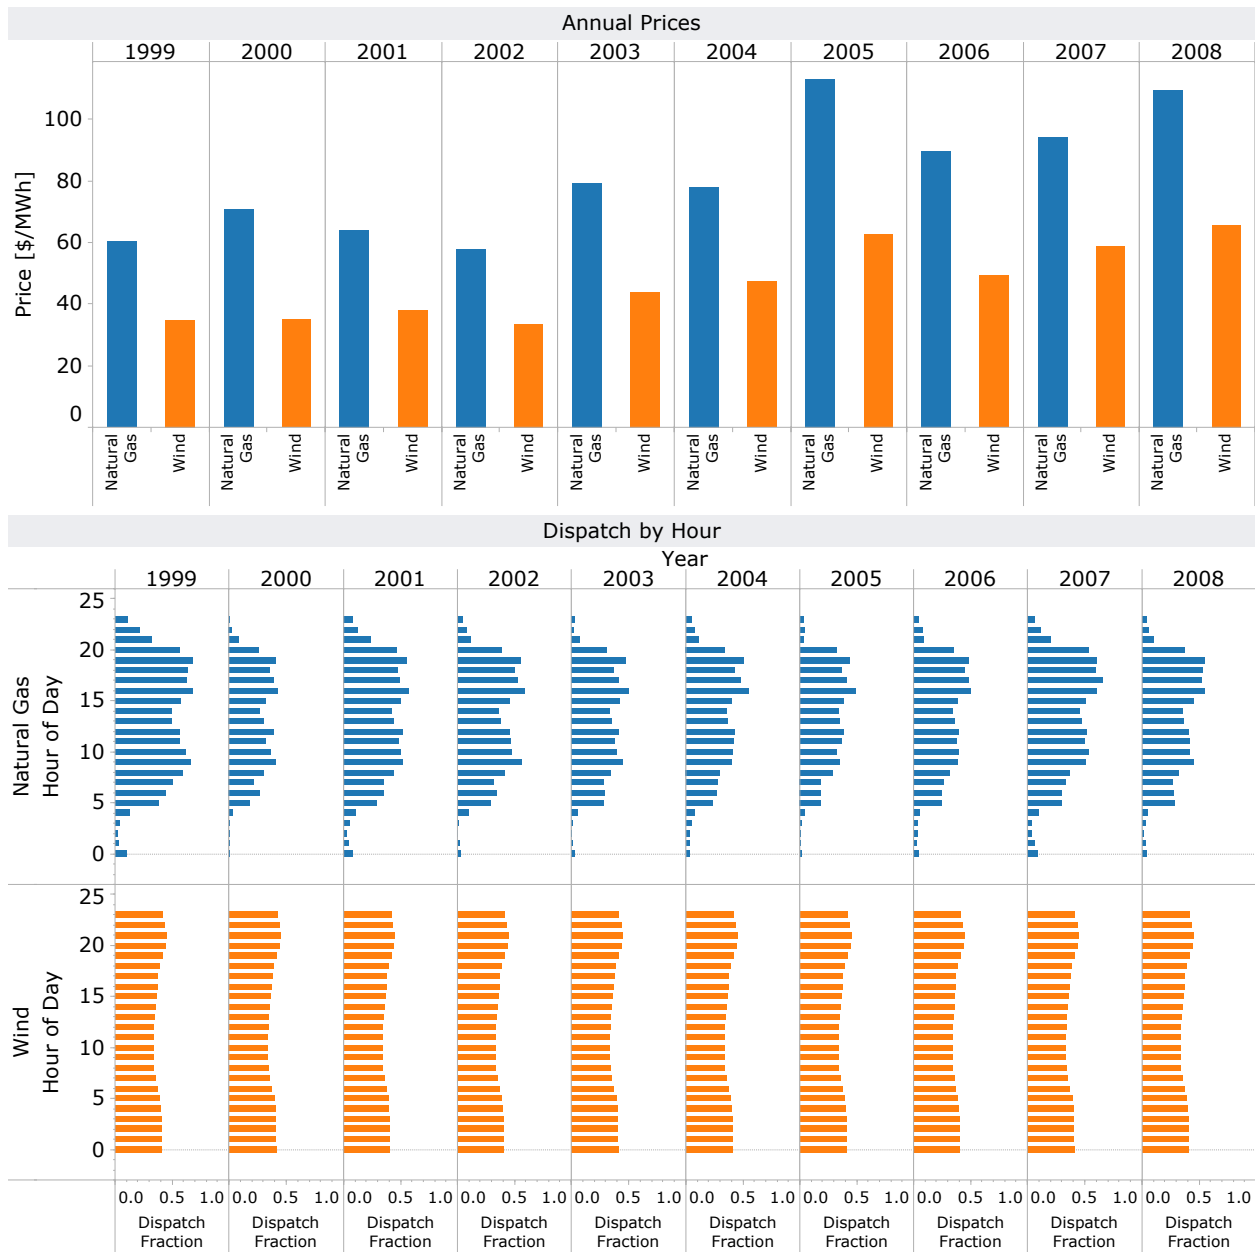 Annual Prices
1999 2000 2001 2002 2003 2004 2005 2006 2007 2008
Price [$/MWh]
100
80
60
40
20
0
Natural Gas Wind Natural Gas Wind Natural Gas Wind Natural Gas Wind Natural Gas Wind Natural Gas Wind Natural Gas Wind Natural Gas Wind Natural Gas Wind Natural Gas Wind
Dispatch by Hour
Year
1999 2000 2001 2002 2003 2004 2005 2006 2007 2008
Natural Gas
Hour of Day
25
20
15
10
5
0
Wind
Hour of Day
25
20
15
10
5
0
0.0 0.5 1.0 0.0 0.5 1.0 0.0 0.5 1.0 0.0 0.5 1.0 0.0 0.5 1.0 0.0 0.5 1.0 0.0 0.5 1.0 0.0 0.5 1.0 0.0 0.5 1.0 0.0 0.5 1.0
Dispatch Dispatch Dispatch Dispatch Dispatch Dispatch Dispatch Dispatch Dispatch Dispatch
Fraction Fraction Fraction Fraction Fraction Fraction Fraction Fraction Fraction Fraction